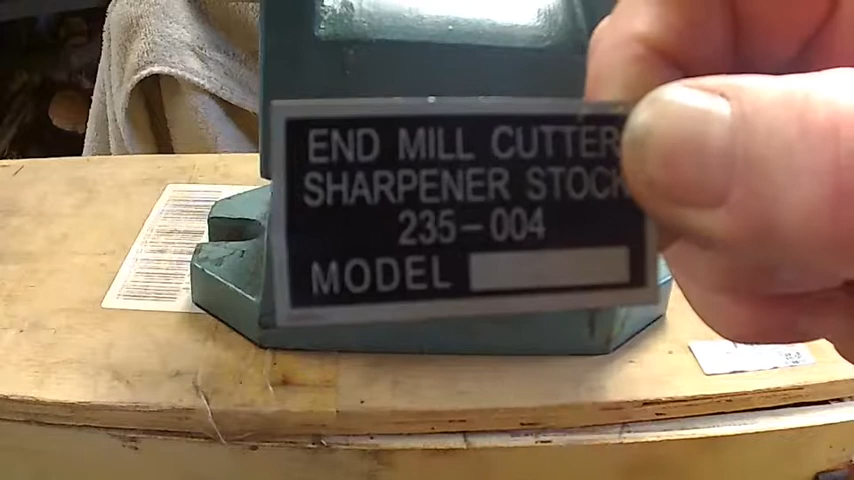 END MILL CUTTER
SHARPENER STOCK
235-004
MODEL